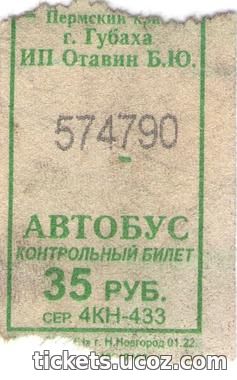 Пермский кра
г. Губаха
ИП Отавин Б.Ю.
574790
АВТОБУС
КОНТРОЛЬНЫЙ БИЛЕТ
35 РУБ.
СЕР. 4КН-433
г. Н.Новгород 01.22.
tickets.ucoz.com